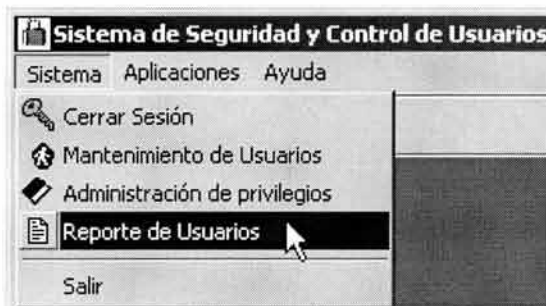 Sistema de Seguridad y Control de Usuarios
Sistema Aplicaciones Ayuda
Cerrar Sesión
Mantenimiento de Usuarios
Administración de privilegios
Reporte de Usuarios
Salir